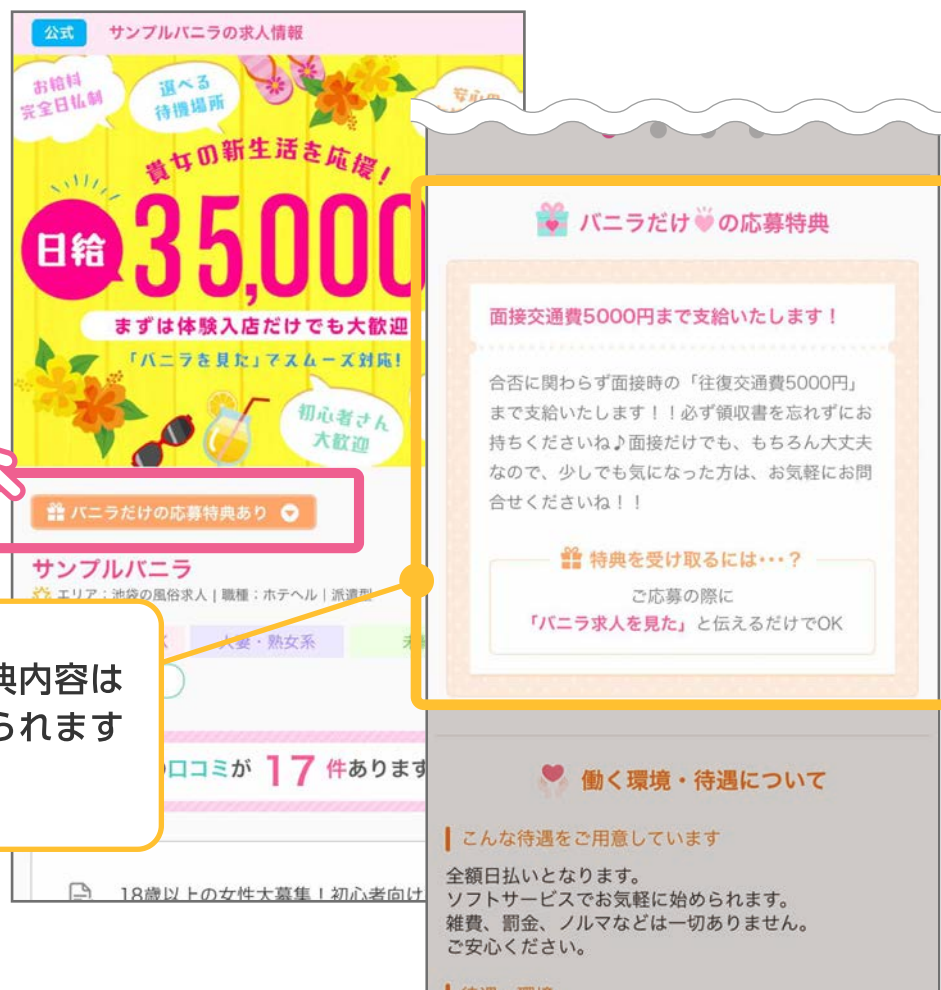 公式 サンプルバニラの求人情報
お給料
完全日払制
選べる
待機場所
安心の
貴女の新生活を応援!
日給 35,000
まずは体験入店だけでも大歓迎
「バニラを見た」でスムーズ対応!
初心者さん
大歓迎
バニラだけの応募特典あり
サンプルバニラ
エリア:池袋の風俗求人 | 職種:ホテヘル | 派遣型
人妻・熟女系
典内容は
られます
口コミが 17 件あります
18歳以上の女性大募集!初心者向け
バニラだけ の応募特典
面接交通費5000円まで支給いたします!
合否に関わらず面接時の「往復交通費5000円」
まで支給いたします!!必ず領収書を忘れずにお
持ちくださいね♪面接だけでも、もちろん大丈夫
なので、少しでも気になった方は、お気軽にお問
合せくださいね!!
特典を受け取るには・・・?
ご応募の際に
「バニラ求人を見た」と伝えるだけでOK
働く環境・待遇について
こんな待遇をご用意しています
全額日払いとなります。
ソフトサービスでお気軽に始められます。
雑費、罰金、ノルマなどは一切ありません。
ご安心ください。